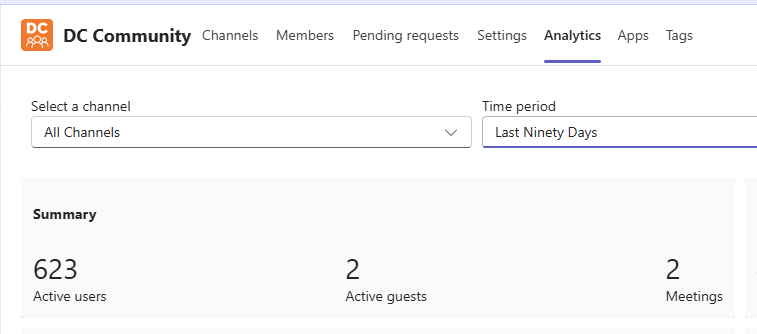 DC
DC Community Channels Members Pending requests Settings Analytics Apps Tags
Select a channel Time period
All Channels Last Ninety Days
Summary
623 2 2
Active users Active guests Meetings